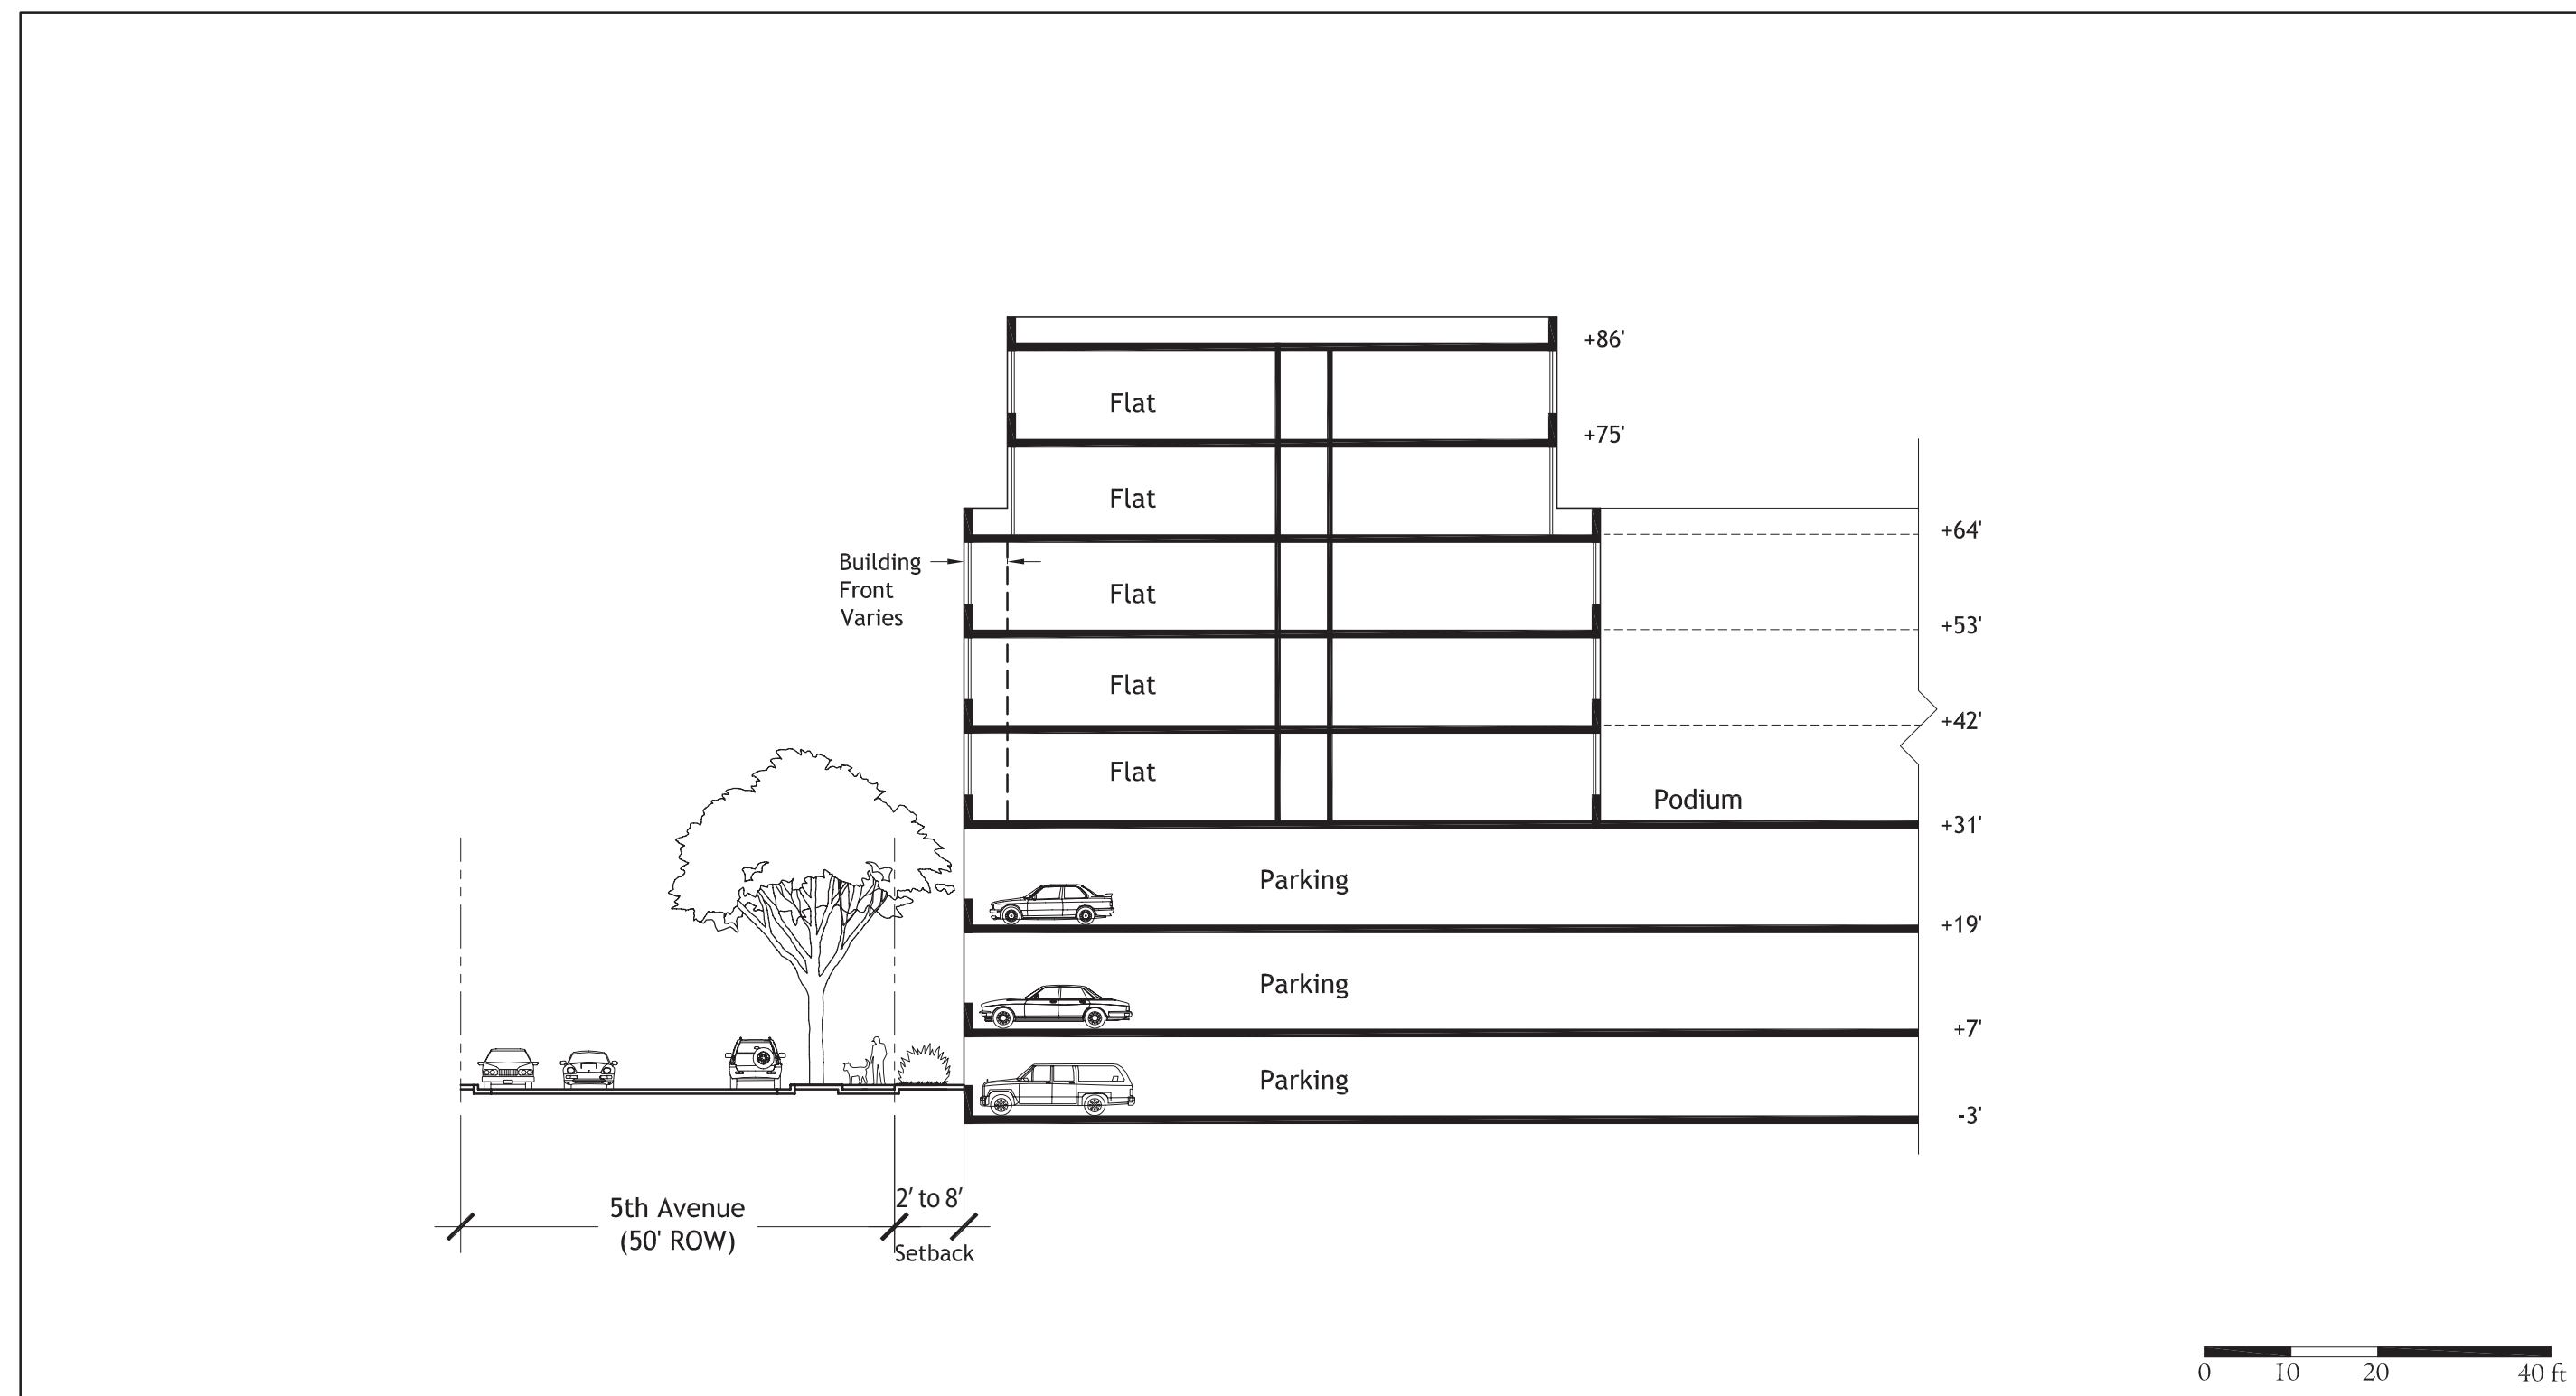 +86'
Flat
+75'
Flat
+64'
Building
Front
Varies
Flat
+53'
Flat
+42'
Flat
Podium
+31'
Parking
+19'
Parking
+7'
Parking
-3'
2' to 8'
5th Avenue
(50' ROW)
Setback
0 10 20 40 ft